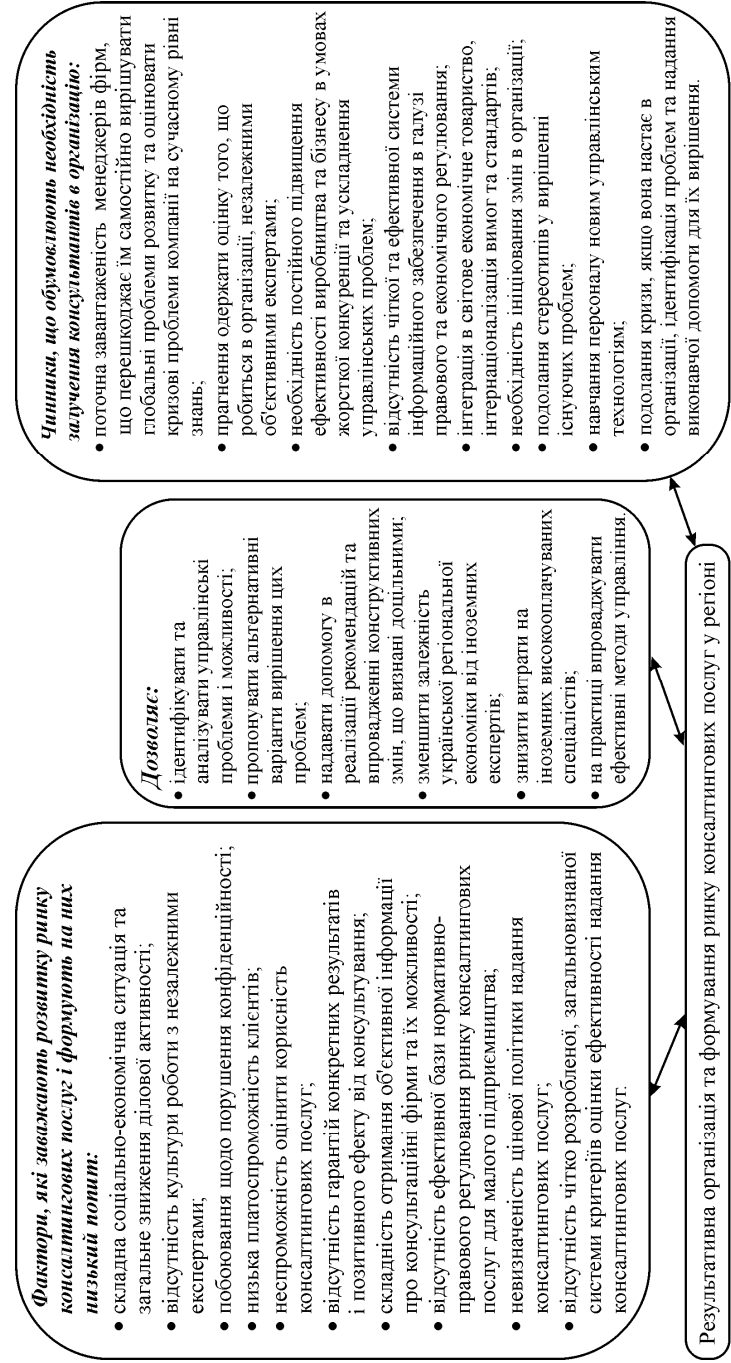 Фактори, які заважають розвитку ринку
консалтингових послуг і формують на них
низький попит:
• складна соціально-економічна ситуація та
загальне зниження ділової активності;
• відсутність культури роботи з незалежними
експертами;
• побоювання щодо порушення конфіденційності;
• низька платоспроможність клієнтів;
• неспроможність оцінити корисність
консалтингових послуг;
• відсутність гарантій конкретних результатів
і позитивного ефекту від консультування;
• складність отримання об'єктивної інформації
про консультаційні фірми та їх можливості;
• відсутність ефективної бази нормативно-
правового регулювання ринку консалтингових
послуг для малого підприємництва;
• невизначеність цінової політики надання
консалтингових послуг;
• відсутність чітко розробленої, загальновизнаної
системи критеріїв оцінки ефективності надання
консалтингових послуг.
Дозволяє:
• ідентифікувати та
аналізувати управлінські
проблеми і можливості;
• пропонувати альтернативні
варіанти вирішення цих
проблем;
• надавати допомогу в
реалізації рекомендацій та
впровадженні конструктивних
змін, що визнані доцільними;
• зменшити залежність
української регіональної
економіки від іноземних
експертів;
• знизити витрати на
іноземних високооплачуваних
спеціалістів;
• на практиці впроваджувати
ефективні методи управління.
Чинники, що обумовлюють необхідність
залучення консультантів в організацію:
• поточна завантаженість менеджерів фірм,
що перешкоджає їм самостійно вирішувати
глобальні проблеми розвитку та оцінювати
кризові проблеми компанії на сучасному рівні
знань;
• прагнення одержати оцінку того, що
робиться в організації, незалежними
об'єктивними експертами;
• необхідність постійного підвищення
ефективності виробництва та бізнесу в умовах
жорсткої конкуренції та ускладнення
управлінських проблем;
• відсутність чіткої та ефективної системи
інформаційного забезпечення в галузі
правового та економічного регулювання;
• інтеграція в світове економічне товариство,
інтернаціоналізація вимог та стандартів;
• необхідність ініціювання змін в організації;
• подолання стереотипів у вирішенні
існуючих проблем;
• навчання персоналу новим управлінським
технологіям;
• подолання кризи, якщо вона настає в
організації, ідентифікація проблем та надання
виконавчої допомоги для їх вирішення.
Результативна організація та формування ринку консалтингових послуг у регіоні